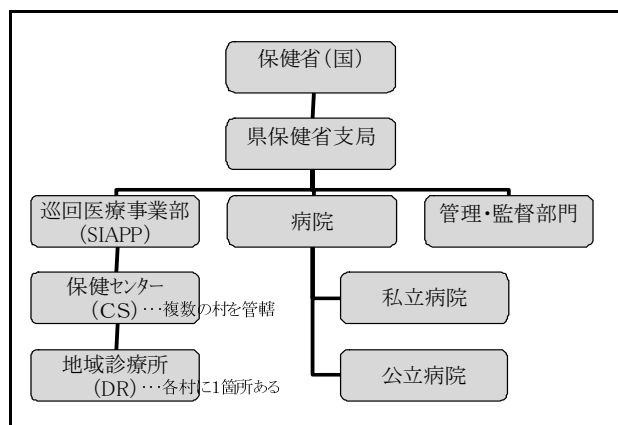 保健省(国)
県保健省支局
巡回医療事業部
(SIAPP)
病院
管理・監督部門
保健センター
(CS)…複数の村を管轄
私立病院
地域診療所
(DR)…各村に1箇所ある
公立病院